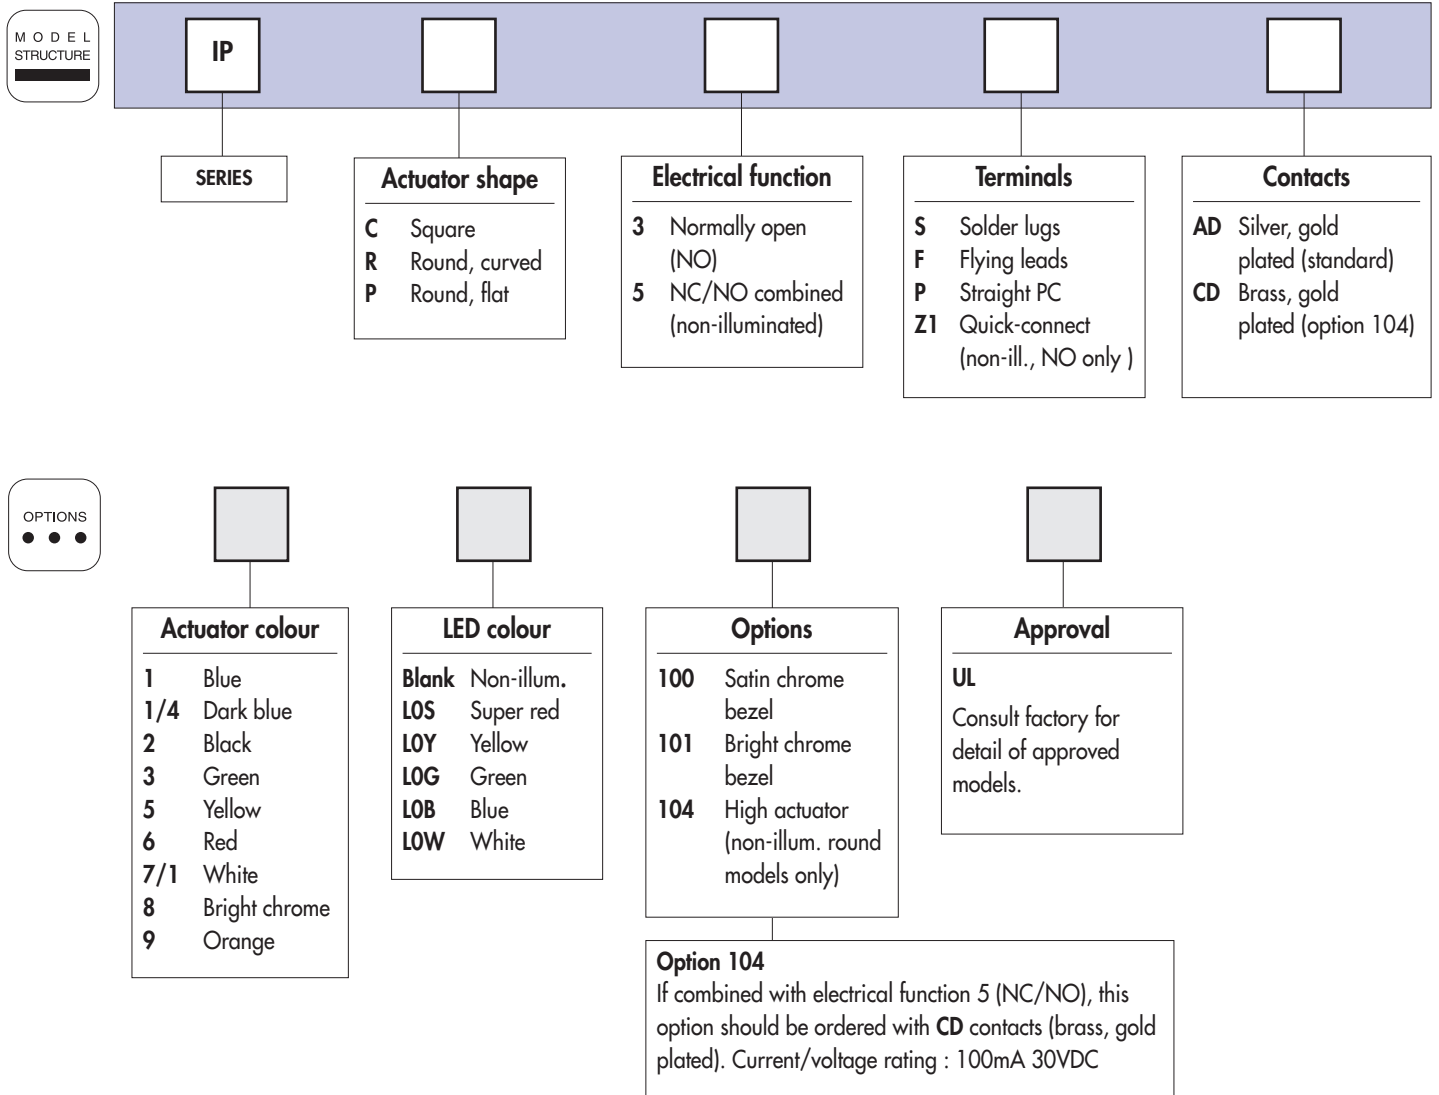 MODEL
STRUCTURE
IP
SERIES
Actuator shape
C Square
R Round, curved
P Round, flat
Electrical function
3 Normally open
(NO)
5 NC/NO combined
(non-illuminated)
Terminals
S Solder lugs
F Flying leads
P Straight PC
Z1 Quick-connect
(non-ill., NO only )
Contacts
AD Silver, gold
plated (standard)
CD Brass, gold
plated (option 104)
OPTIONS
Actuator colour
1 Blue
1/4 Dark blue
2 Black
3 Green
5 Yellow
6 Red
7/1 White
8 Bright chrome
9 Orange
LED colour
Blank Non-illum.
L0S Super red
L0Y Yellow
L0G Green
L0B Blue
L0W White
Options
100 Satin chrome
bezel
101 Bright chrome
bezel
104 High actuator
(non-illum. round
models only)
Approval
UL
Consult factory for
detail of approved
models.
Option 104
If combined with electrical function 5 (NC/NO), this
option should be ordered with CD contacts (brass, gold
plated). Current/voltage rating : 100mA 30VDC